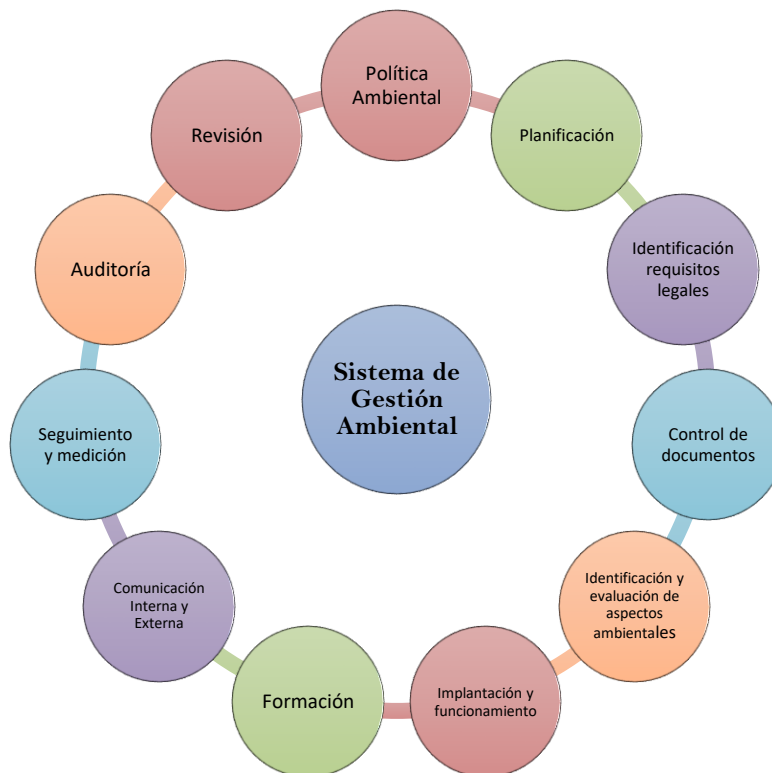 Política
Ambiental
Planificación
Identificación
requisitos
legales
Control de
documentos
Identificación y
evaluación de
aspectos
ambientales
Implantación y
funcionamiento
Formación
Comunicación
Interna y
Externa
Seguimiento
y medición
Auditoría
Revisión
Sistema de
Gestión
Ambiental